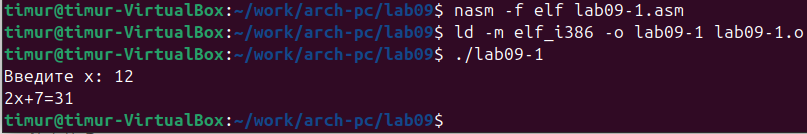 timur@timur-VirtualBox:~/work/arch-pc/lab09$ nasm -f elf lab09-1.asm
timur@timur-VirtualBox:~/work/arch-pc/lab09$ ld -m elf_i386 -o lab09-1 lab09-1.o
timur@timur-VirtualBox:~/work/arch-pc/lab09$ ./lab09-1
Введите x: 12
2x+7=31
timur@timur-VirtualBox:~/work/arch-pc/lab09$